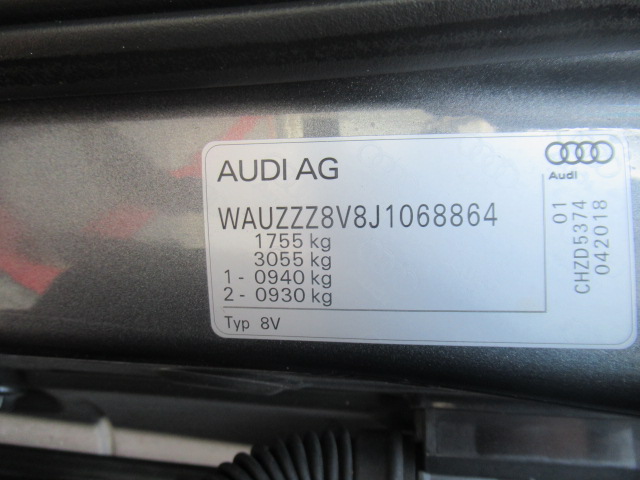 AUDI AG
Audi
WAUZZZ8V8J1068864
1755 kg
3055 kg
1 - 0940 kg
2 - 0930 kg
Typ 8V
01
CHZD5374
042018